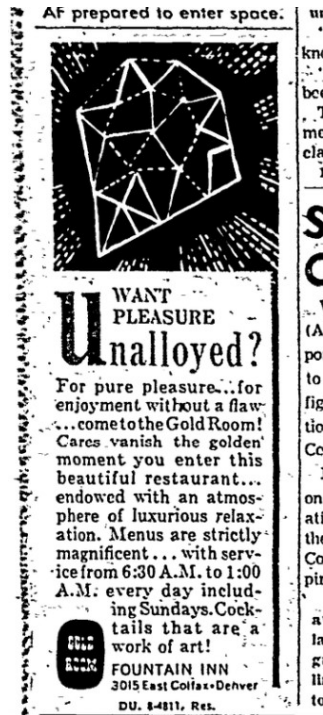 AF prepared to enter space.
WANT
PLEASURE
Unalloyed?
For pure pleasure...for
enjoyment without a flaw
...come to the Gold Room!
Cares vanish the golden
moment you enter this
beautiful restaurant...
endowed with an atmos-
phere of luxurious relax-
ation. Menus are strictly
magnificent... with serv-
ice from 6:30 A.M. to 1:00
A.M. every day includ-
ing Sundays. Cock-
tails that are a
work of art!
GOLD
ROOM
FOUNTAIN INN
3015 East Colfax•Denver
DU. 8-4811, Res.